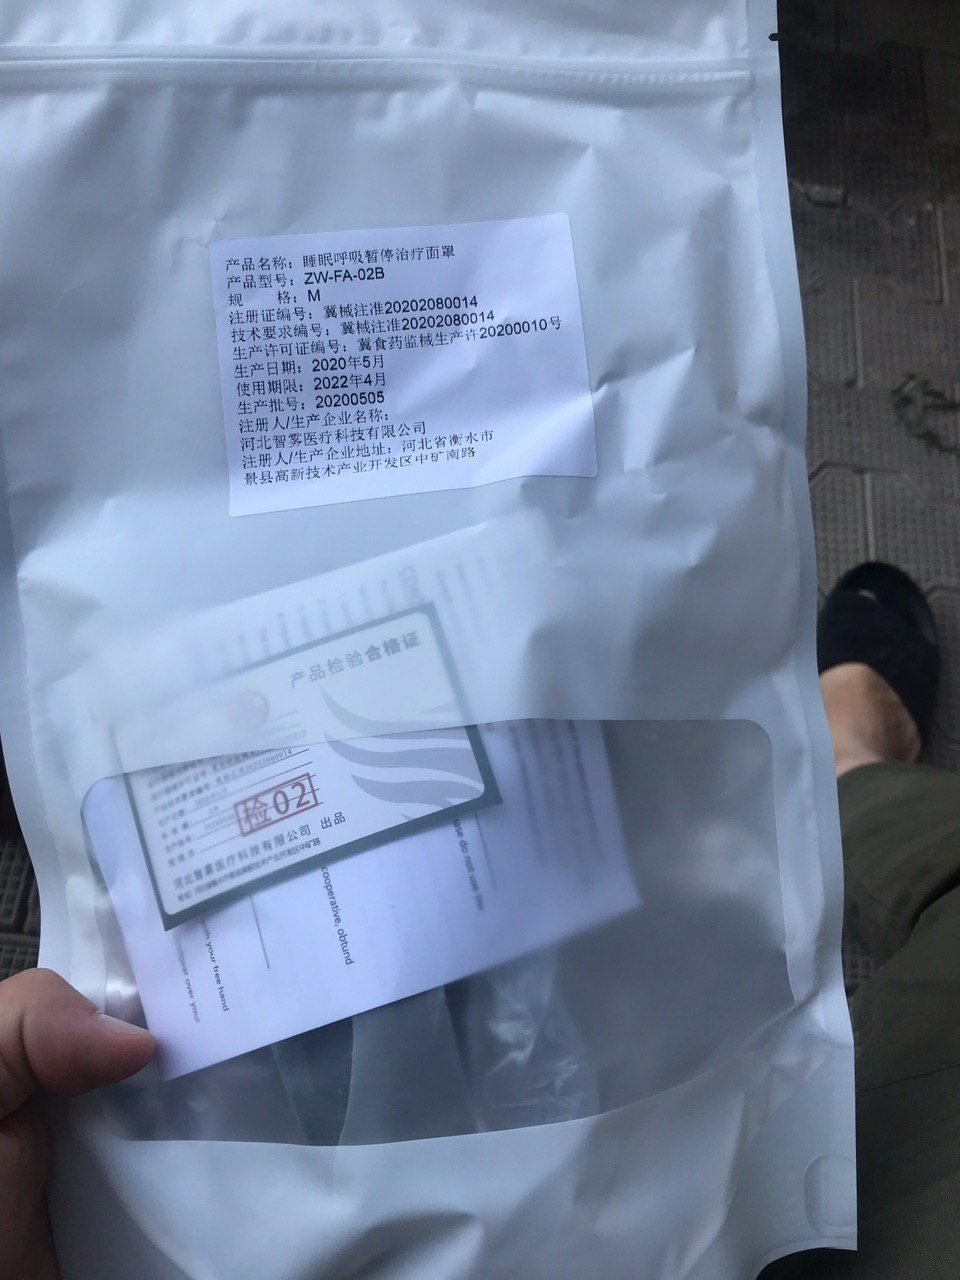 产品名称：睡眠呼吸暂停治疗面罩
产品型号：ZW-FA-02B
规　　格：M
注册证编号：冀械注准20202080014
技术要求编号：冀械注准20202080014
生产许可证编号：冀食药监械生产许20200010号
生产日期：2020年5月
使用期限：2022年4月
生产批号：20200505
注册人/生产企业名称：
河北智雾医疗科技有限公司
注册人/生产企业地址：河北省衡水市
景县高新技术产业开发区中矿南路
产品检验合格证
20202080014
检02
河北智雾医疗科技有限公司 出品
cooperative, obtund
do not use the
your free hand
over your